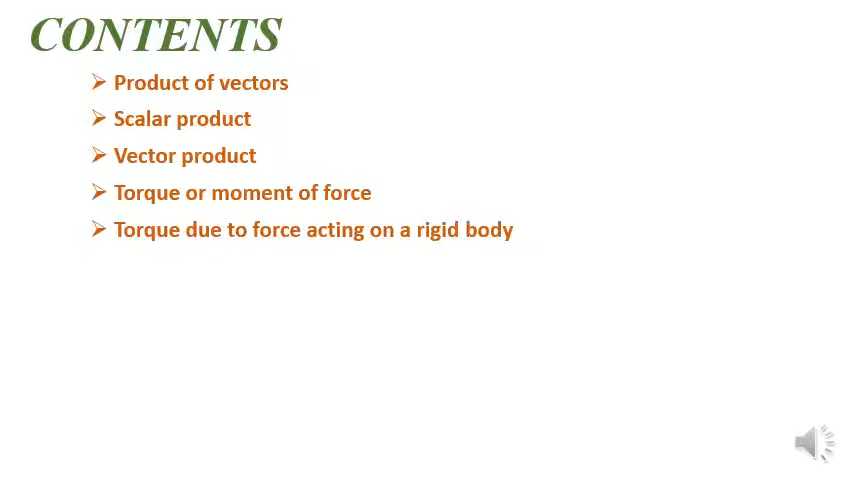 CONTENTS
Product of vectors
Scalar product
Vector product
Torque or moment of force
Torque due to force acting on a rigid body